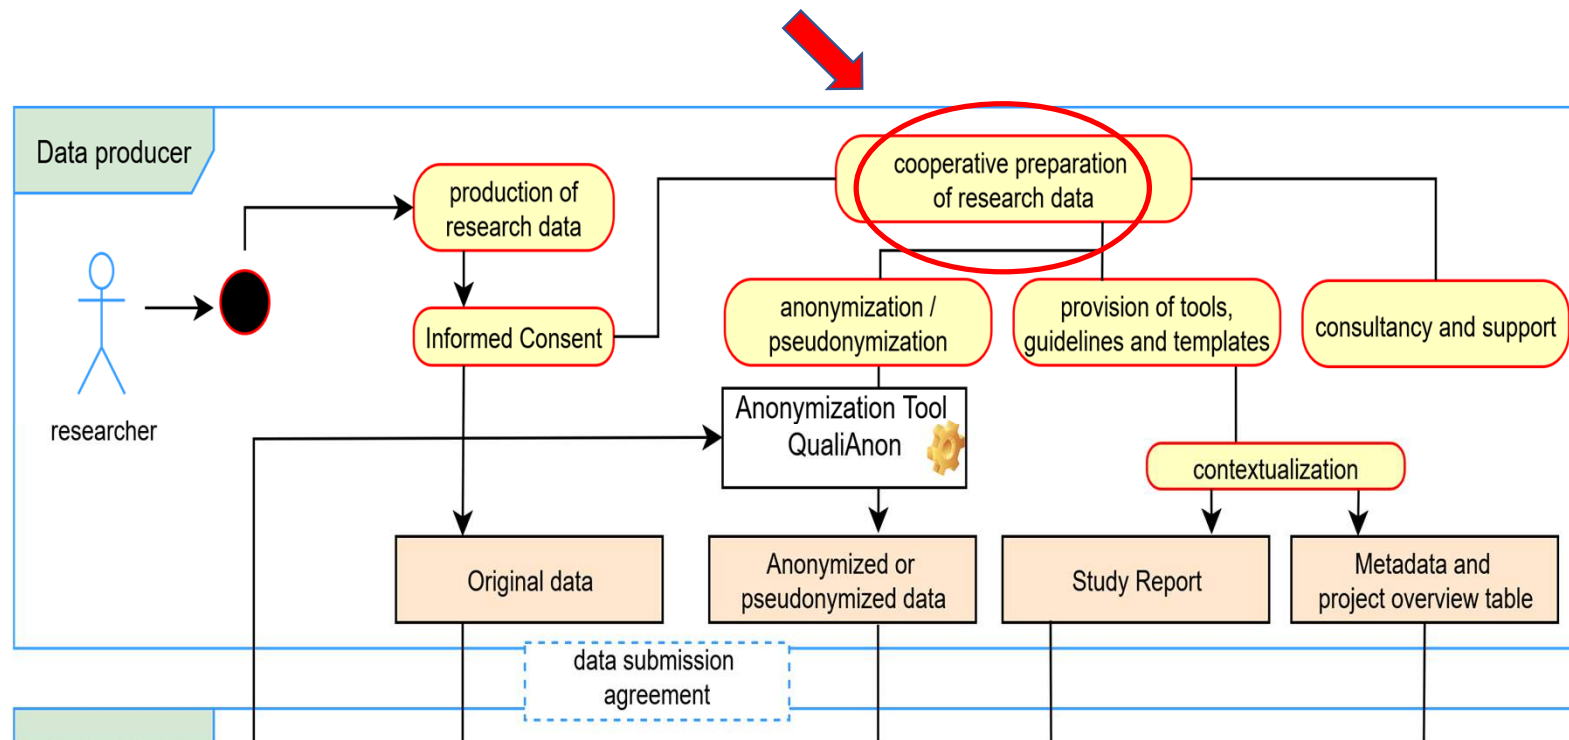 Data producer
production of
research data
cooperative preparation
of research data
Informed Consent
anonymization /
pseudonymization
provision of tools,
guidelines and templates
consultancy and support
researcher
Anonymization Tool
QualiAnon
contextualization
Original data
Anonymized or
pseudonymized data
Study Report
Metadata and
project overview table
data submission
agreement